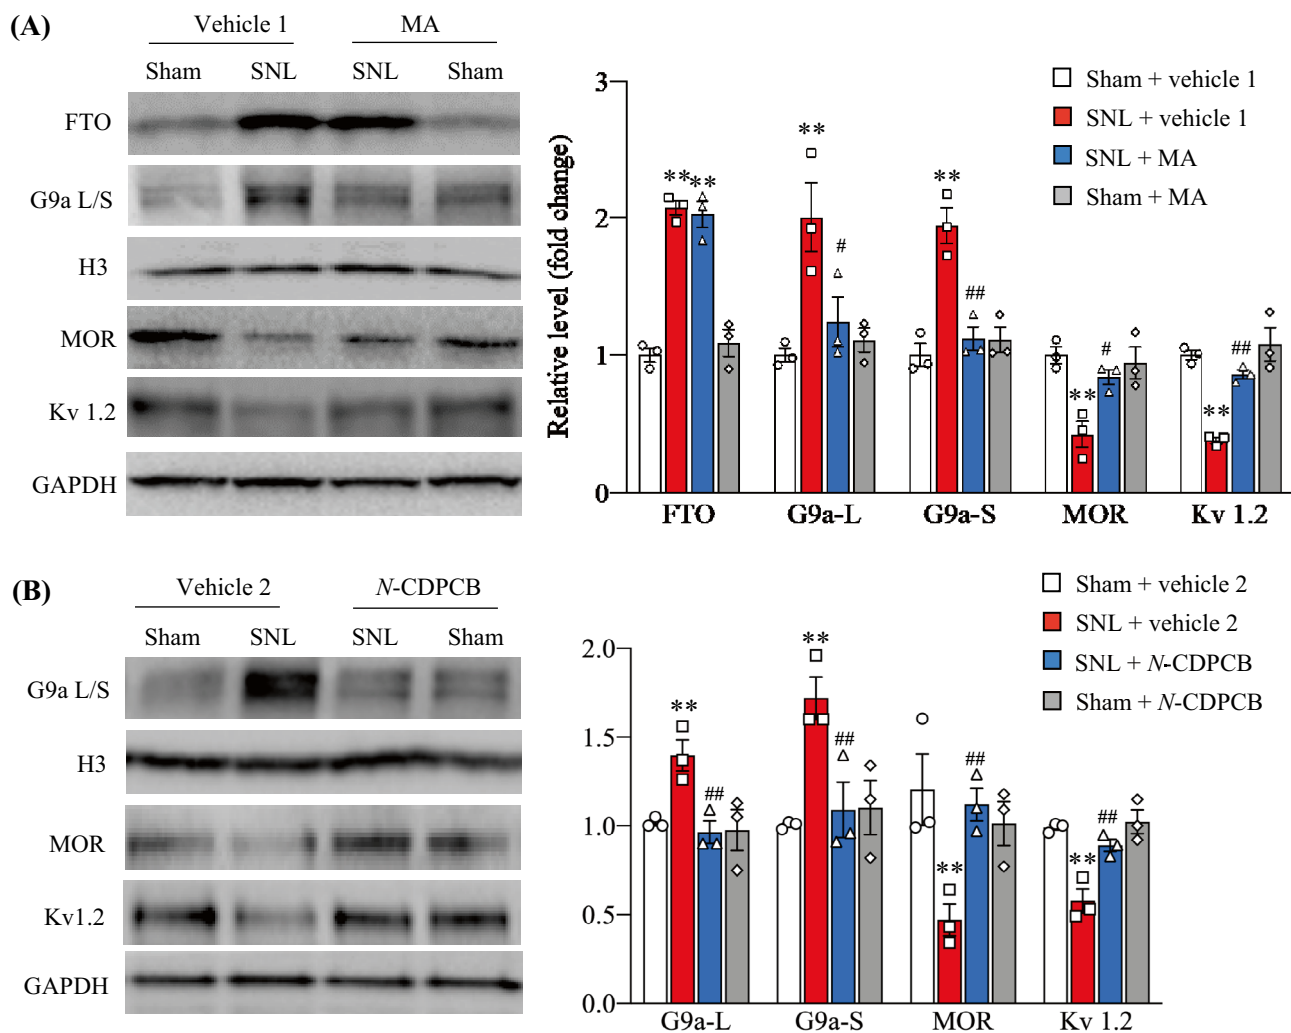 (A)
Vehicle 1 MA
Sham SNL SNL Sham
FTO
G9a L/S
H3
MOR
Kv 1.2
GAPDH
Relative level (fold change)
3
2
1
0
** ** ** # ** ## ** # ** ##
FTO G9a-L G9a-S MOR Kv 1.2
Sham + vehicle 1
SNL + vehicle 1
SNL + MA
Sham + MA
(B)
Vehicle 2 N-CDPCB
Sham SNL SNL Sham
G9a L/S
H3
MOR
Kv1.2
GAPDH
2.0
1.5
1.0
0.5
0.0
** ## ** ## ** ## ** ##
G9a-L G9a-S MOR Kv 1.2
Sham + vehicle 2
SNL + vehicle 2
SNL + N-CDPCB
Sham + N-CDPCB